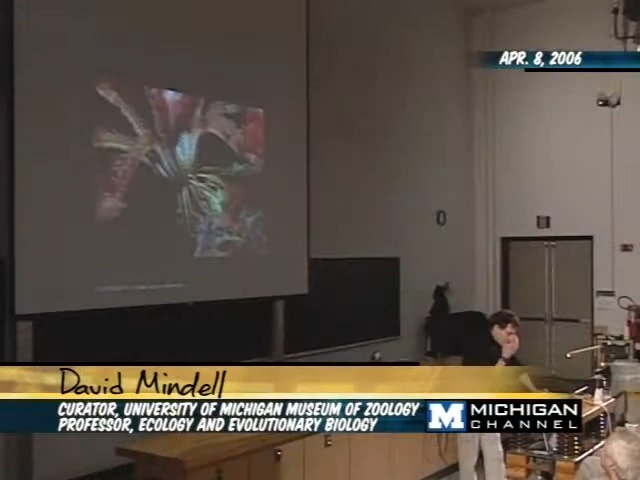 APR. 8, 2006
David Mindell
CURATOR, UNIVERSITY OF MICHIGAN MUSEUM OF ZOOLOGY
PROFESSOR, ECOLOGY AND EVOLUTIONARY BIOLOGY
M MICHIGAN
CHANNEL